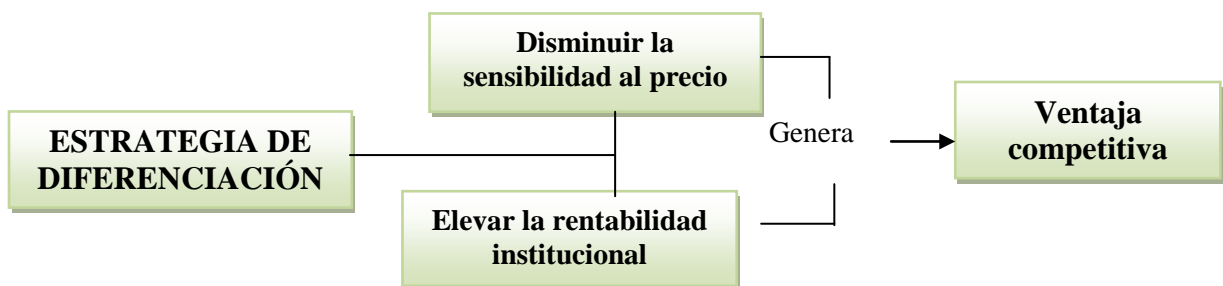 ESTRATEGIA DE
DIFERENCIACIÓN
Disminuir la
sensibilidad al precio
Elevar la rentabilidad
institucional
Genera
Ventaja
competitiva